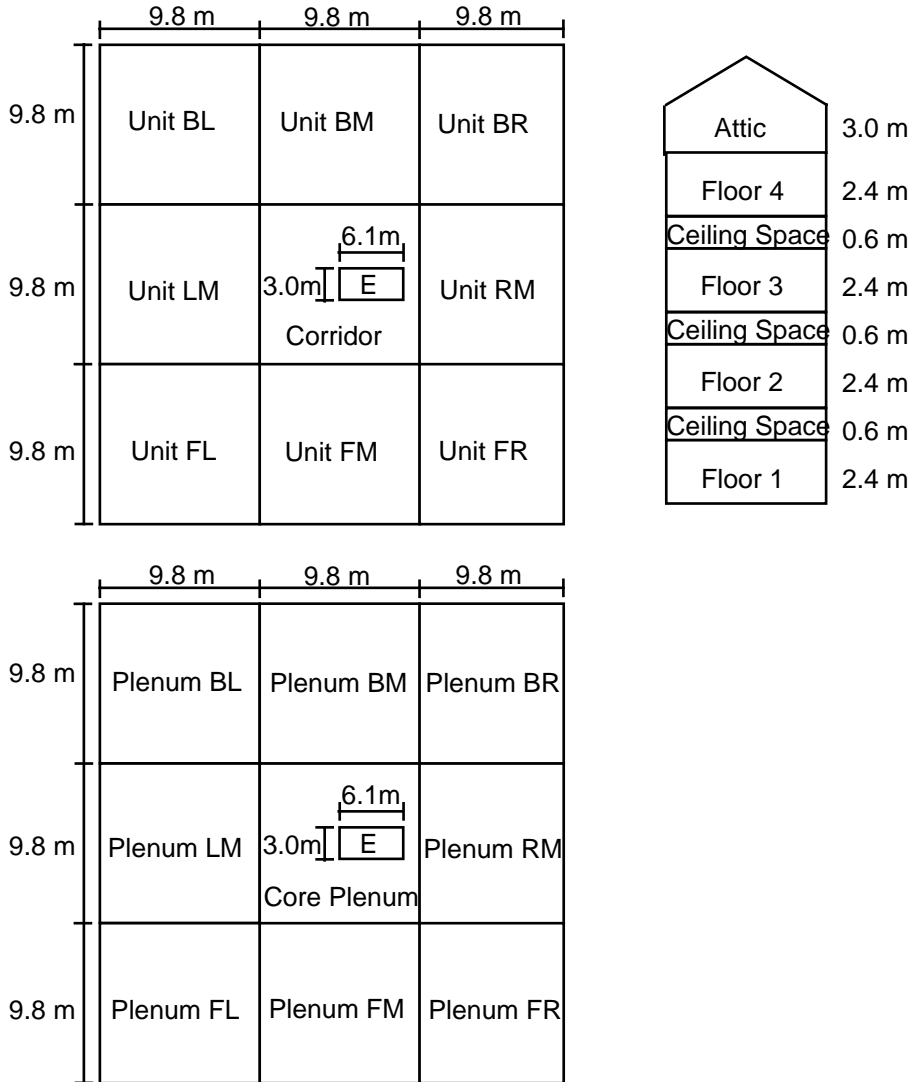 9.8 m 9.8 m 9.8 m
9.8 m Unit BL Unit BM Unit BR
6.1m
9.8 m Unit LM 3.0m E Unit RM
Corridor
9.8 m Unit FL Unit FM Unit FR
Attic 3.0 m
Floor 4 2.4 m
Ceiling Space 0.6 m
Floor 3 2.4 m
Ceiling Space 0.6 m
Floor 2 2.4 m
Ceiling Space 0.6 m
Floor 1 2.4 m
9.8 m 9.8 m 9.8 m
9.8 m Plenum BL Plenum BM Plenum BR
6.1m
9.8 m Plenum LM 3.0m E Plenum RM
Core Plenum
9.8 m Plenum FL Plenum FM Plenum FR